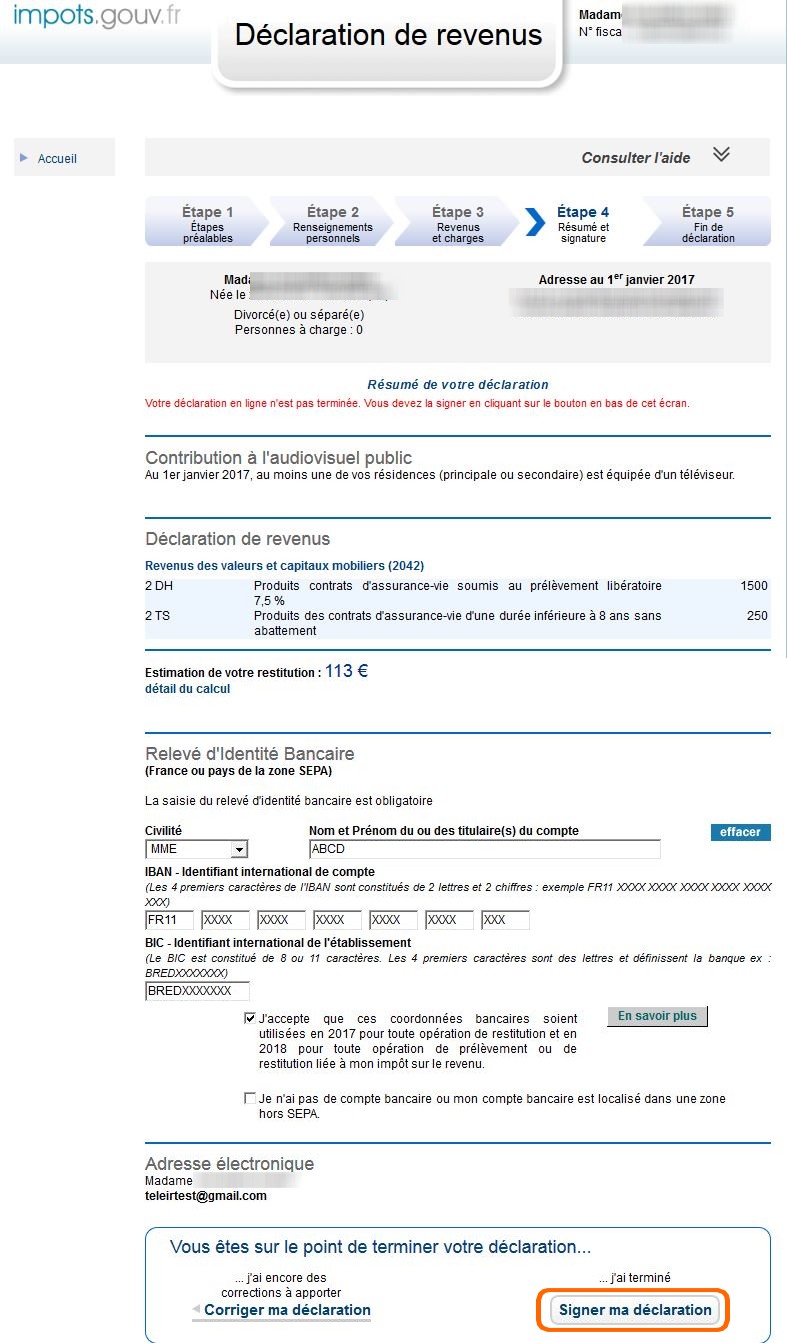 impots.gouv.fr
Déclaration de revenus
Madam
N° fisca
Accueil
Consulter l'aide
Étape 1
Étapes
préalables
Étape 2
Renseignements
personnels
Étape 3
Revenus
et charges
Étape 4
Résumé et
signature
Étape 5
Fin de
déclaration
Mada
Née le
Divorcé(e) ou séparé(e)
Personnes à charge : 0
Adresse au 1er janvier 2017
Résumé de votre déclaration
Votre déclaration en ligne n'est pas terminée. Vous devez la signer en cliquant sur le bouton en bas de cet écran.
Contribution à l'audiovisuel public
Au 1er janvier 2017, au moins une de vos résidences (principale ou secondaire) est équipée d'un téléviseur.
Déclaration de revenus
Revenus des valeurs et capitaux mobiliers (2042)
2 DH Produits contrats d'assurance-vie soumis au prélèvement libératoire 1500
7,5 %
2 TS Produits des contrats d'assurance-vie d'une durée inférieure à 8 ans sans 250
abattement
Estimation de votre restitution : 113 €
détail du calcul
Relevé d'Identité Bancaire
(France ou pays de la zone SEPA)
La saisie du relevé d'identité bancaire est obligatoire
Civilité Nom et Prénom du ou des titulaire(s) du compte effacer
MME ABCD
IBAN - Identifiant international de compte
(Les 4 premiers caractères de l'IBAN sont constitués de 2 lettres et 2 chiffres : exemple FR11 XXXX XXXX XXXX XXXX XXXX
XXX)
FR11 XXXX XXXX XXXX XXXX XXXX XXX
BIC - Identifiant international de l'établissement
(Le BIC est constitué de 8 ou 11 caractères. Les 4 premiers caractères sont des lettres et définissent la banque ex :
BREDXXXXXXX)
BREDXXXXXXX
J'accepte que ces coordonnées bancaires soient
utilisées en 2017 pour toute opération de restitution et en
2018 pour toute opération de prélèvement ou de
restitution liée à mon impôt sur le revenu.
En savoir plus
Je n'ai pas de compte bancaire ou mon compte bancaire est localisé dans une zone
hors SEPA.
Adresse électronique
Madame
teleirtest@gmail.com
Vous êtes sur le point de terminer votre déclaration...
... j'ai encore des
corrections à apporter
Corriger ma déclaration
... j'ai terminé
Signer ma déclaration